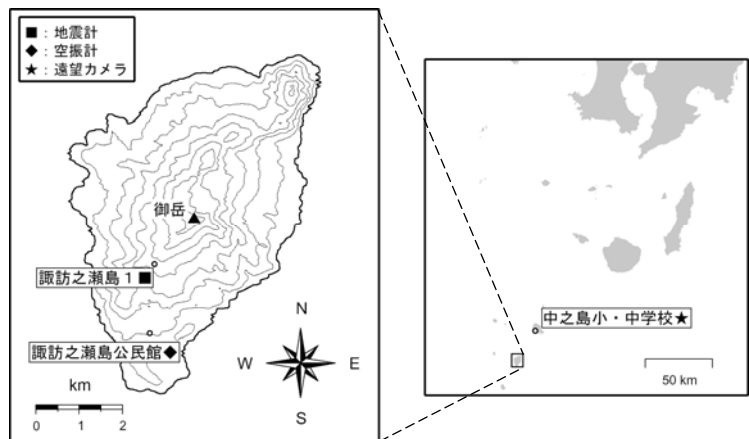 ■：地震計
◆：空振計
★：遠望カメラ
御岳
諏訪之瀬島１■
諏訪之瀬島公民館◆
N
W
E
S
km
0 1 2
中之島小・中学校★
50 km